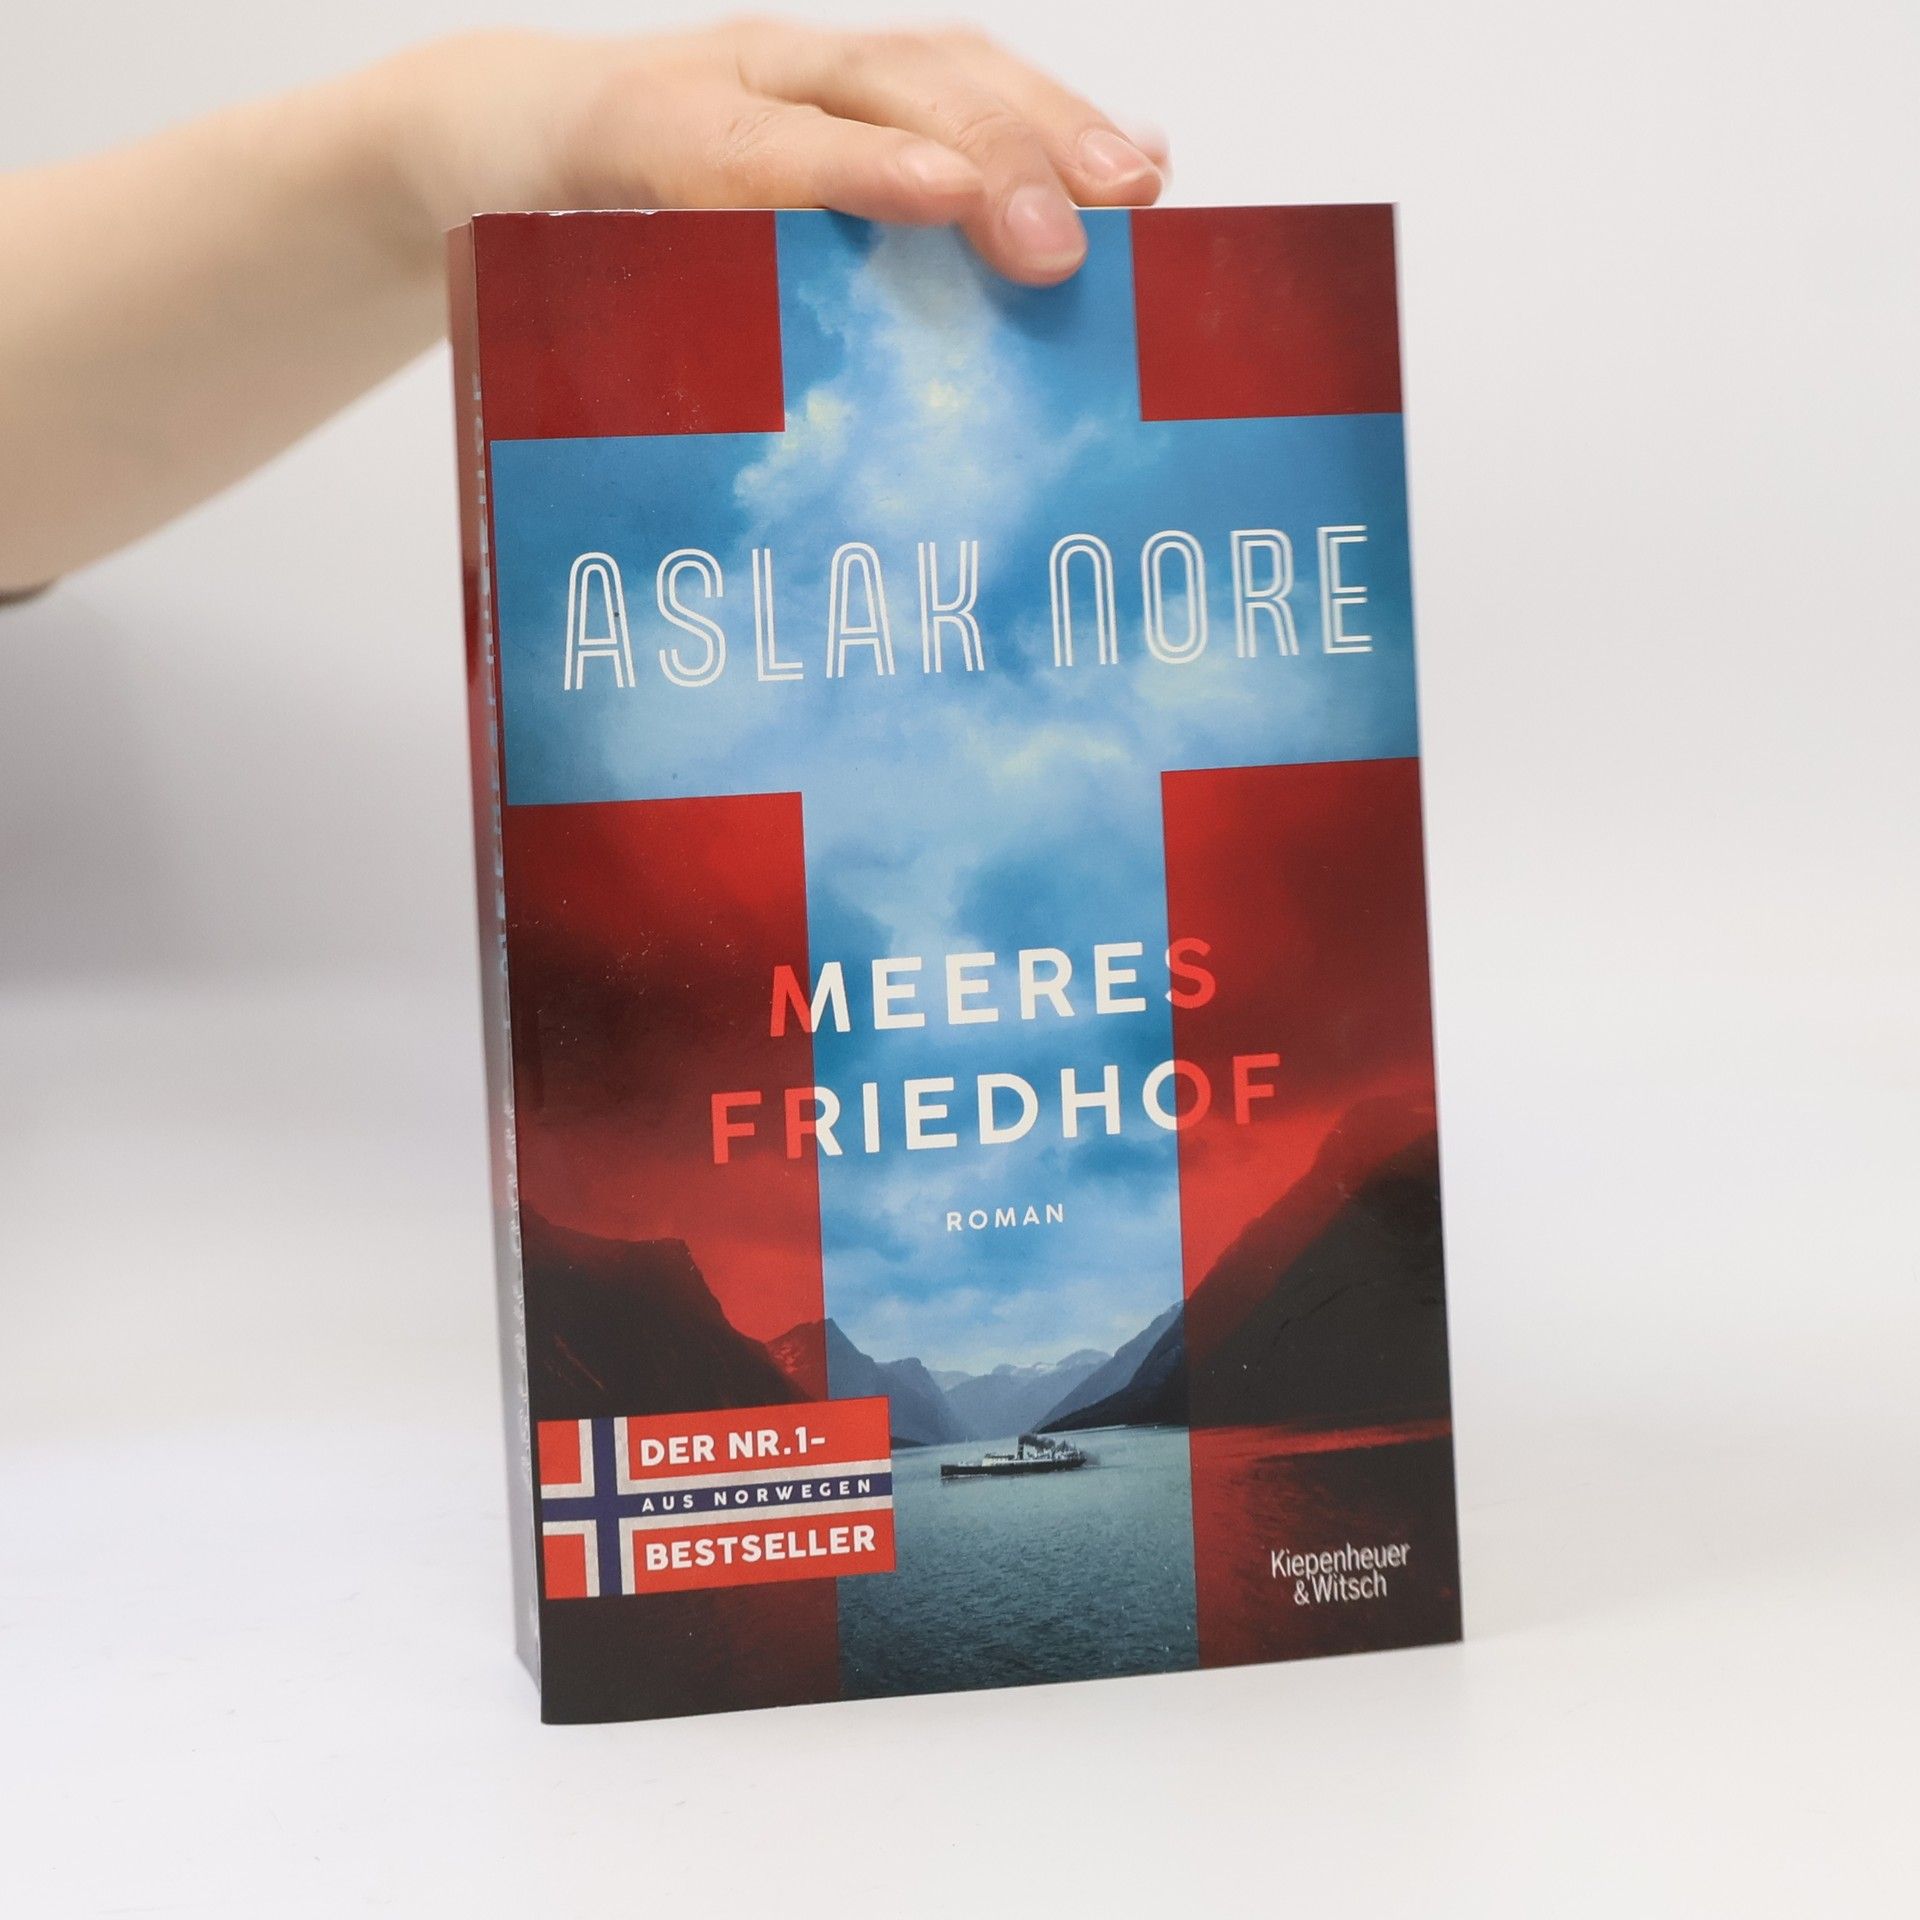 ASLAK NORE
MEERES
FRIEDHOF
ROMAN
DER NR.1-
AUS NORWEGEN
BESTSELLER
Kiepenheuer
&Witsch